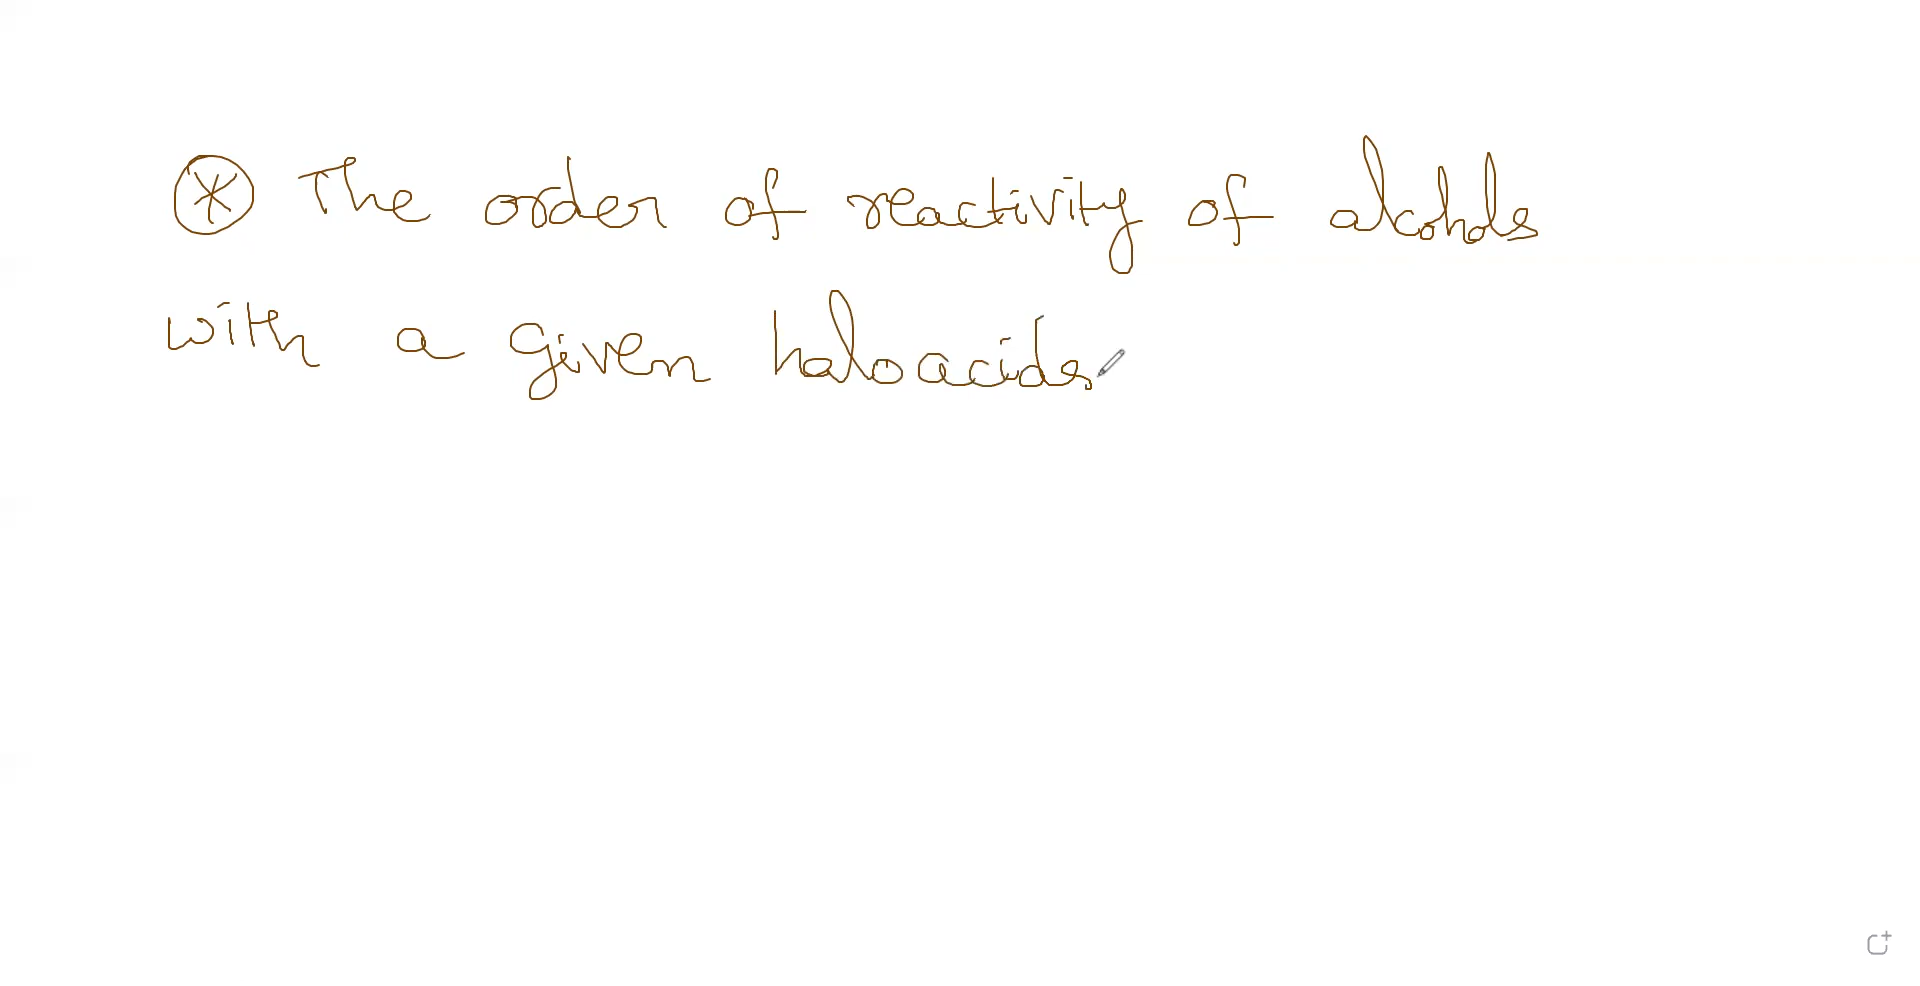 The order of reactivity of alcohols
with a given haloacids